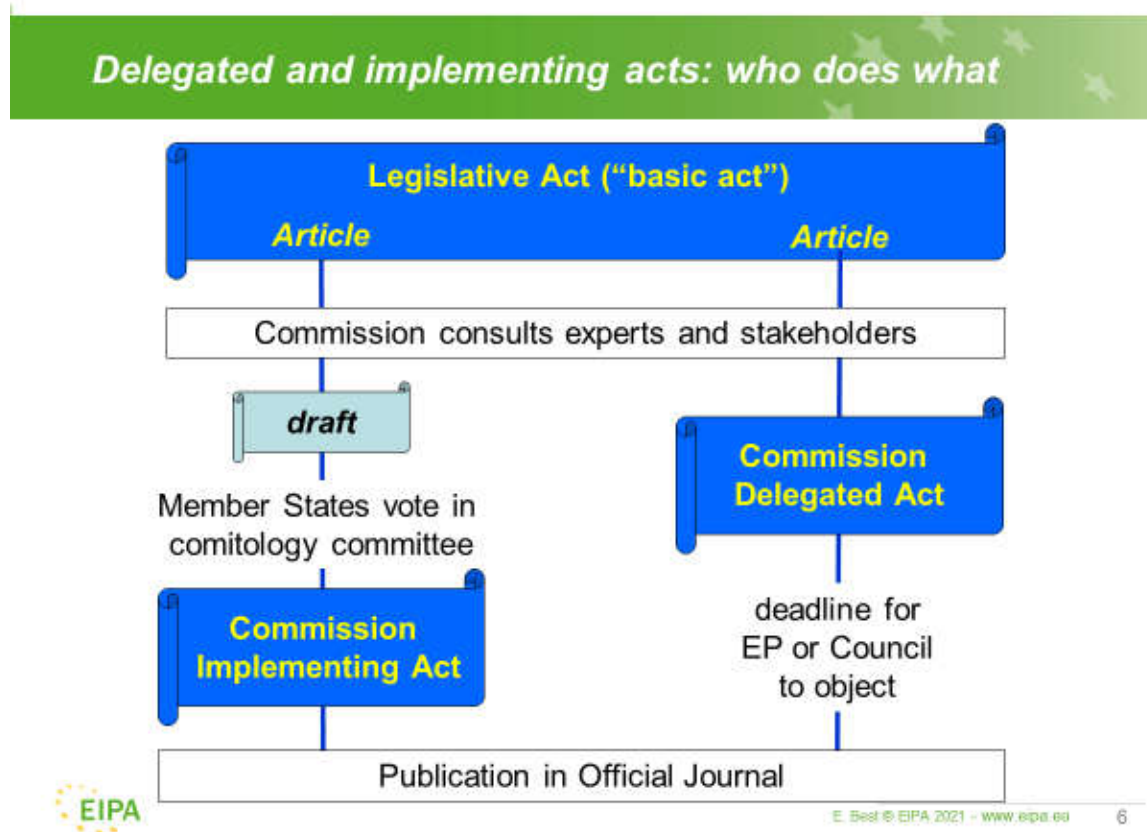 Delegated and implementing acts: who does what
Legislative Act (“basic act”)
Article
Article
Commission consults experts and stakeholders
draft
Member States vote in
comitology committee
Commission
Implementing Act
Commission
Delegated Act
deadline for
EP or Council
to object
Publication in Official Journal
EIPA
E. Best © EIPA 2021 - www.eipa.eu
6